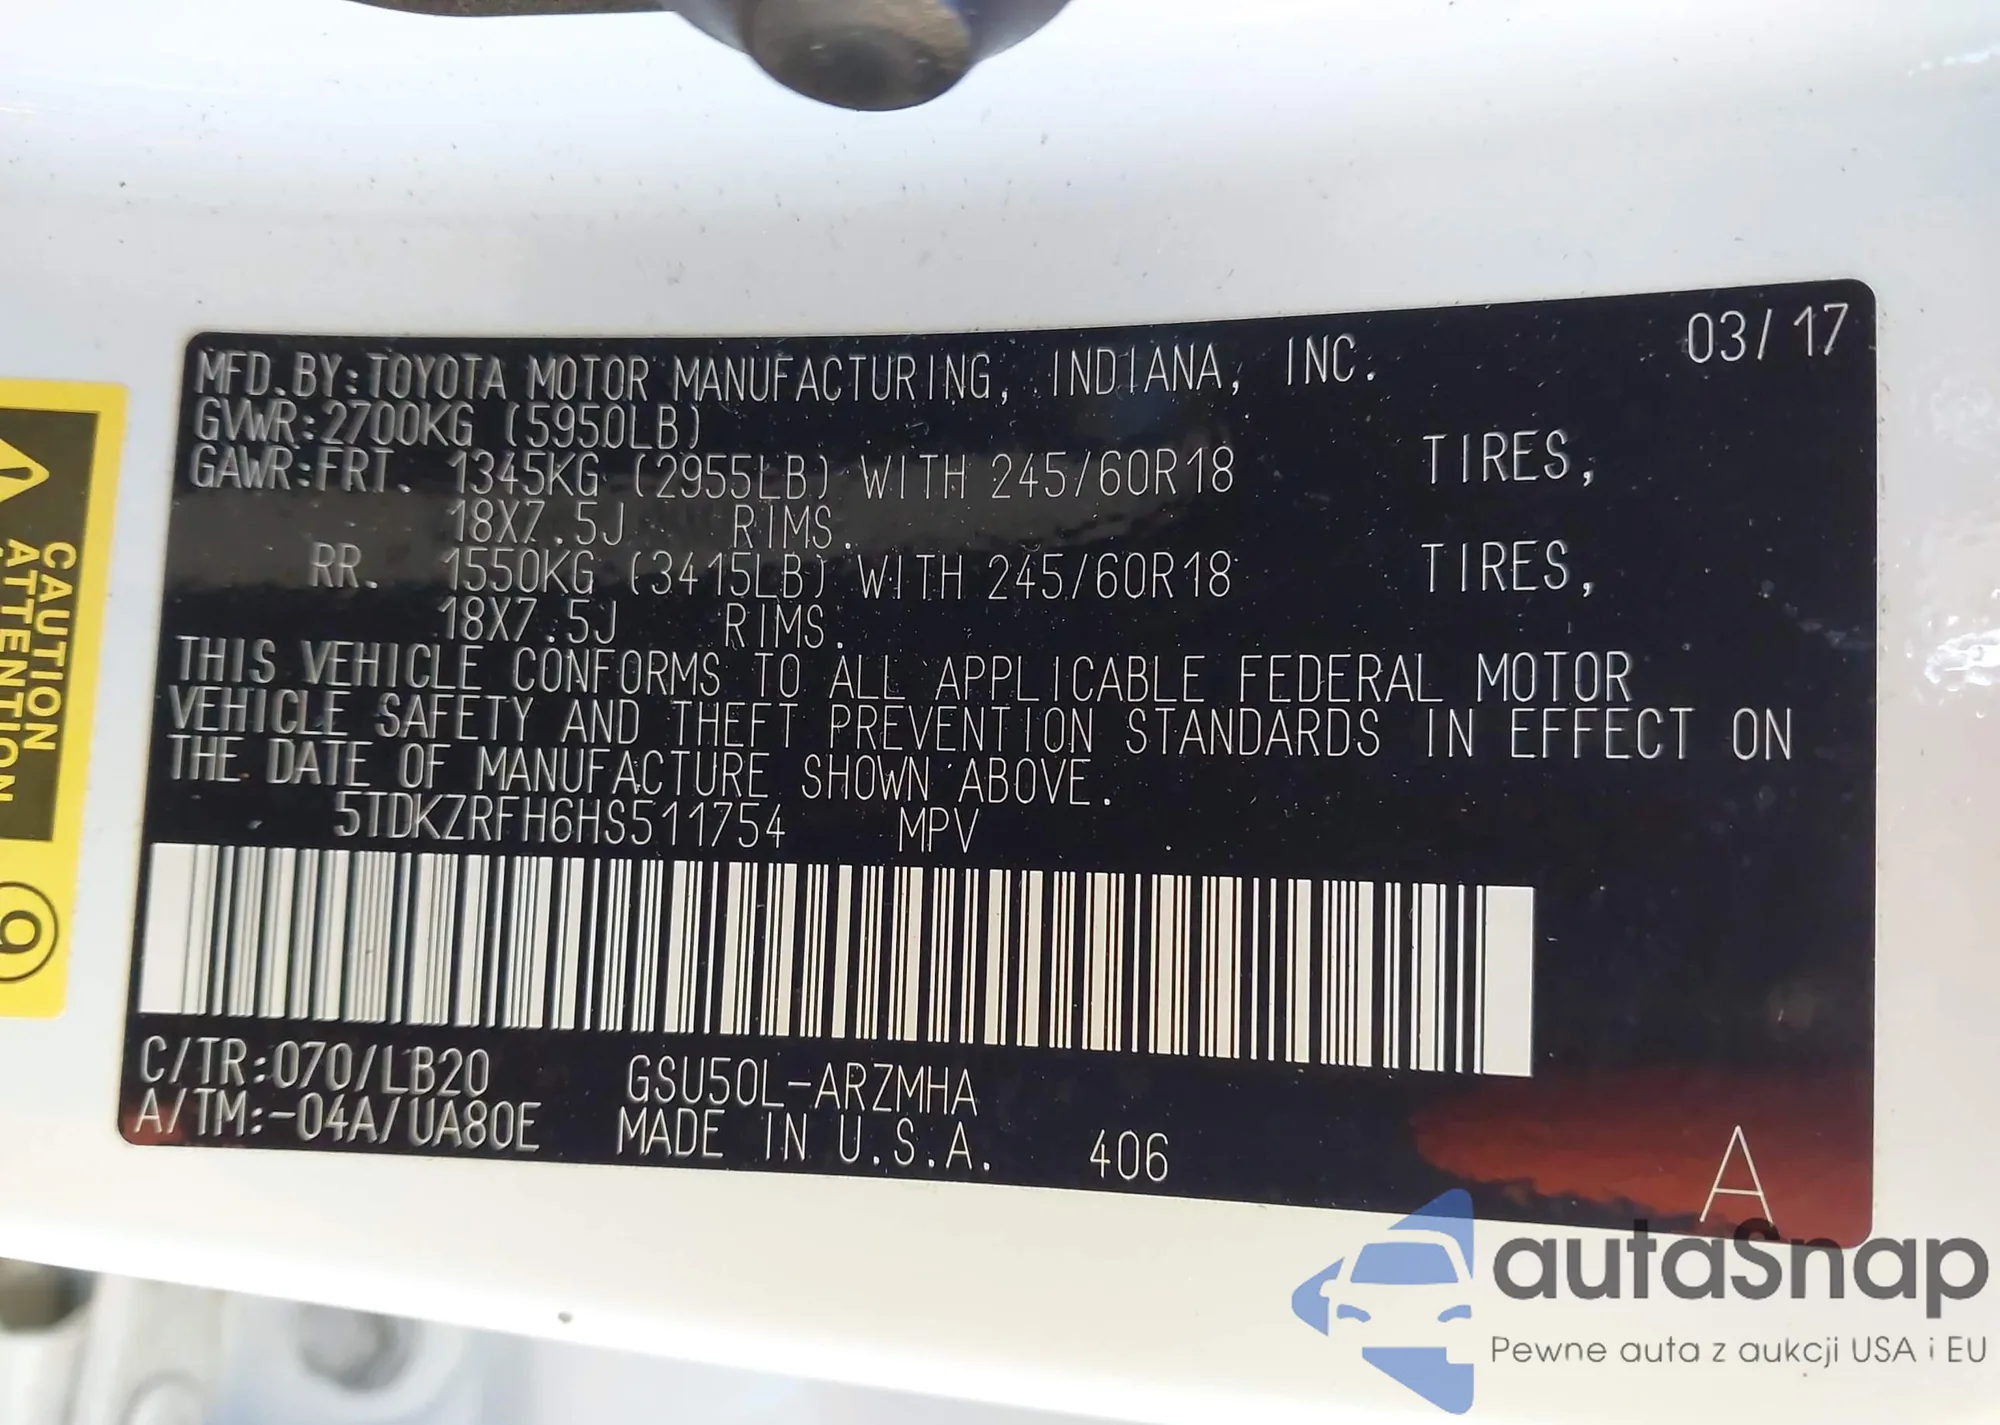 MFD.BY:TOYOTA MOTOR MANUFACTURING, INDIANA, INC. 03/17
GVWR:2700KG (5950LB)
GAWR:FRT. 1345KG (2955LB) WITH 245/60R18 TIRES,
18X7.5J RIMS.
RR. 1550KG (3415LB) WITH 245/60R18 TIRES,
18X7.5J RIMS.
THIS VEHICLE CONFORMS TO ALL APPLICABLE FEDERAL MOTOR
VEHICLE SAFETY AND THEFT PREVENTION STANDARDS IN EFFECT ON
THE DATE OF MANUFACTURE SHOWN ABOVE.
5TDKZRFH6HS511754 MPV
C/TR:070/LB20 GSU50L-ARZMHA
A/TM:-04A/UA80E MADE IN U.S.A. 406 A
CAUTION
ATTENTION
9
autaSnap
Pewne auta z aukcji USA i EU